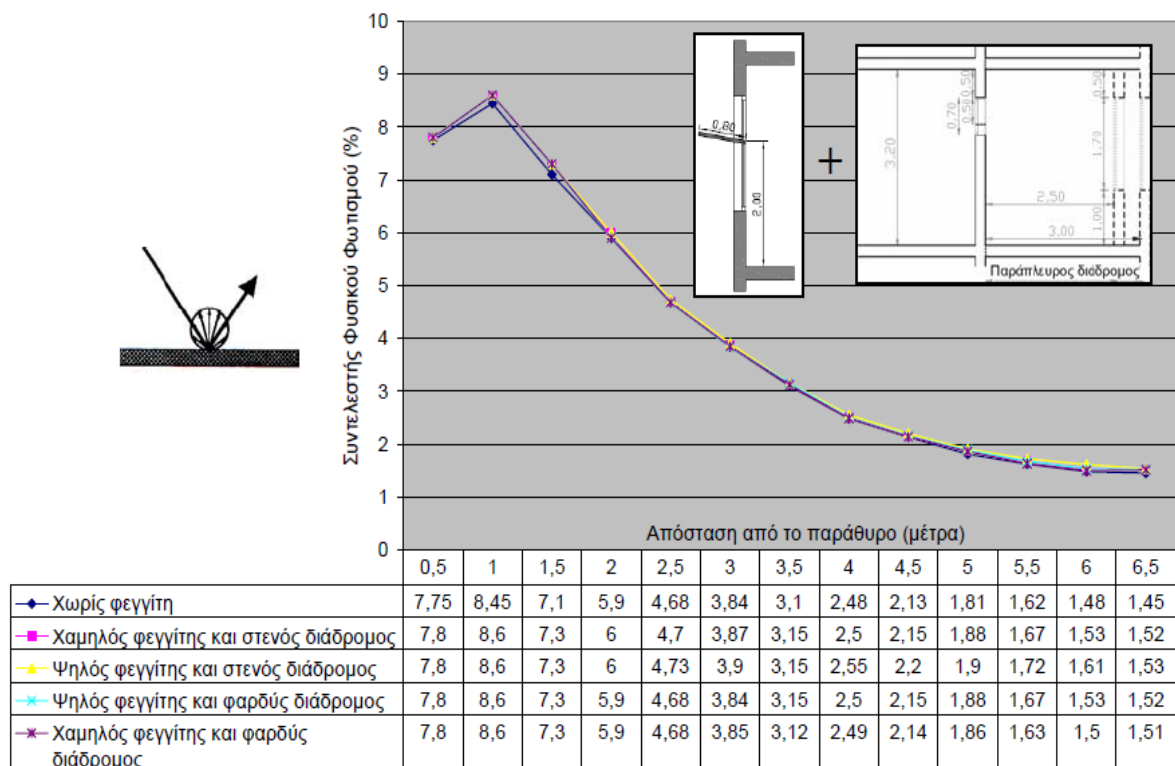 10
9
8
7
6
5
4
3
2
1
0
Συντελεστής Φυσικού Φωτισμού (%)
0,80
2,00
+
0,50
0,70
0,50
3,20
0,50
1,70
1,00
2,50
3,00
Παράπλευρος διάδρομος
Απόσταση από το παράθυρο (μέτρα)
0,5 1 1,5 2 2,5 3 3,5 4 4,5 5 5,5 6 6,5
Χωρίς φεγγίτη 7,75 8,45 7,1 5,9 4,68 3,84 3,1 2,48 2,13 1,81 1,62 1,48 1,45
Χαμηλός φεγγίτης και στενός διάδρομος 7,8 8,6 7,3 6 4,7 3,87 3,15 2,5 2,15 1,88 1,67 1,53 1,52
Ψηλός φεγγίτης και στενός διάδρομος 7,8 8,6 7,3 6 4,73 3,9 3,15 2,55 2,2 1,9 1,72 1,61 1,53
Ψηλός φεγγίτης και φαρδύς διάδρομος 7,8 8,6 7,3 5,9 4,68 3,84 3,15 2,5 2,15 1,88 1,67 1,53 1,52
Χαμηλός φεγγίτης και φαρδύς 7,8 8,6 7,3 5,9 4,68 3,85 3,12 2,49 2,14 1,86 1,63 1,5 1,51
διάδρομος